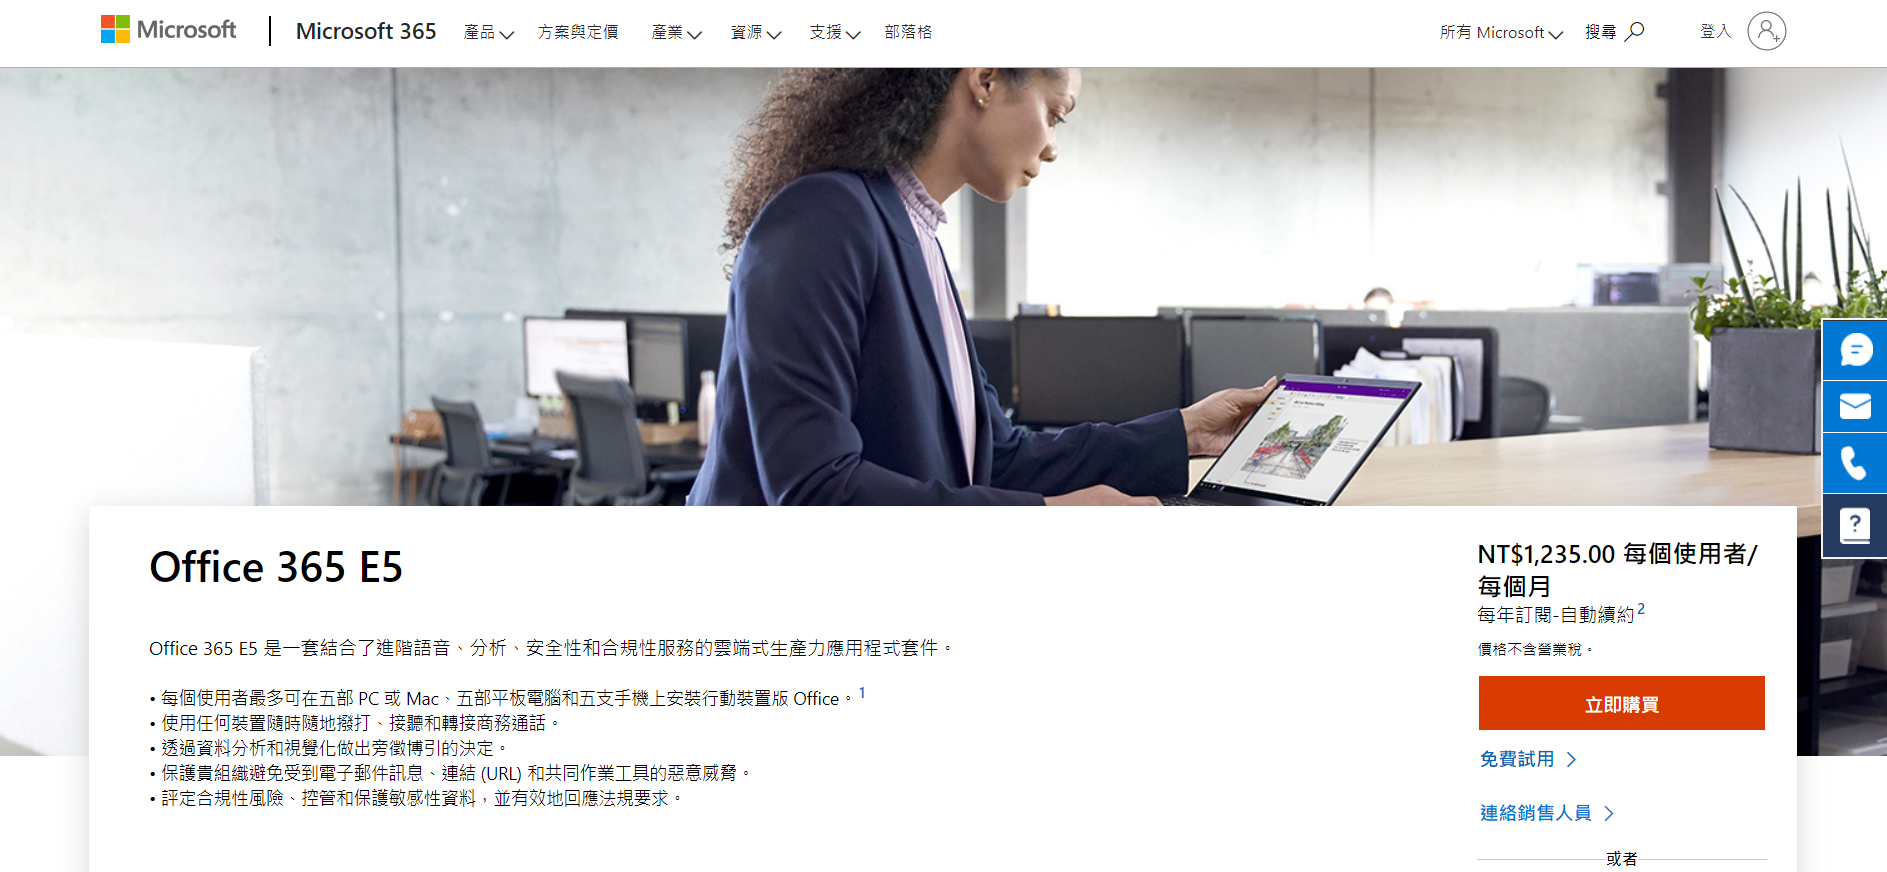 Microsoft
Microsoft 365
產品
方案與定價
產業
資源
支援
部落格
所有 Microsoft
搜尋
登入
Office 365 E5
Office 365 E5 是一套結合了進階語音、分析、安全性和合規性服務的雲端式生產力應用程式套件。
• 每個使用者最多可在五部 PC 或 Mac、五部平板電腦和五支手機上安裝行動裝置版 Office。 1
• 使用任何裝置隨時隨地撥打、接聽和轉接商務通話。
• 透過資料分析和視覺化做出旁徵博引的決定。
• 保護貴組織避免受到電子郵件訊息、連結 (URL) 和共同作業工具的惡意威脅。
• 評定合規性風險、控管和保護敏感性資料，並有效地回應法規要求。
NT$1,235.00 每個使用者/
每個月
每年訂閱-自動續約 2
價格不含營業稅。
立即購買
免費試用
連絡銷售人員
或者